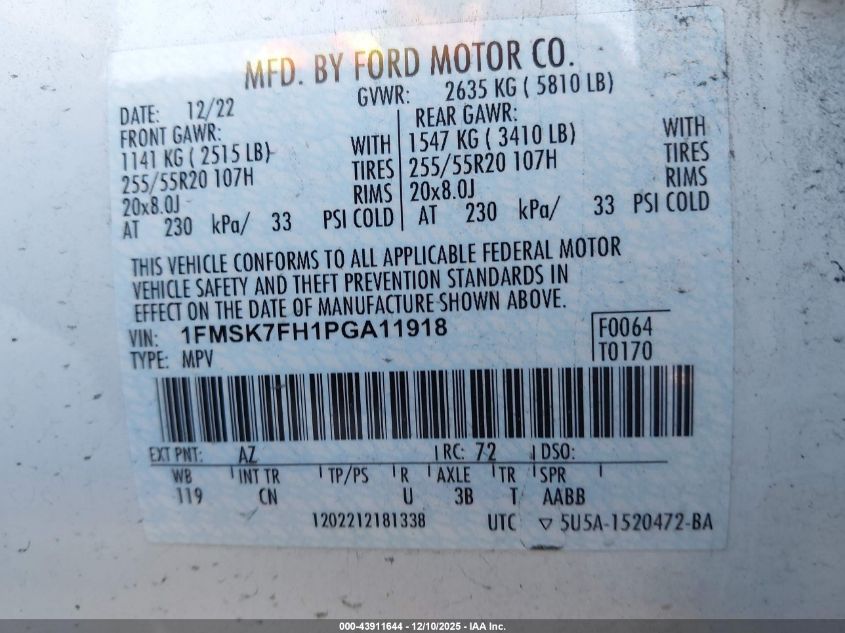 MFD. BY FORD MOTOR CO.
DATE: 12/22 GVWR: 2635 KG ( 5810 LB)
FRONT GAWR: REAR GAWR:
1141 KG ( 2515 LB) WITH 1547 KG ( 3410 LB) WITH
255/55R20 107H TIRES 255/55R20 107H TIRES
20x8.0J RIMS 20x8.0J RIMS
AT 230 kPa/ 33 PSI COLD AT 230 kPa/ 33 PSI COLD
THIS VEHICLE CONFORMS TO ALL APPLICABLE FEDERAL MOTOR
VEHICLE SAFETY AND THEFT PREVENTION STANDARDS IN
EFFECT ON THE DATE OF MANUFACTURE SHOWN ABOVE.
VIN: 1FMSK7FH1PGA11918 F0064
TYPE: MPV T0170
EXT PNT: AZ RC: 72 DSO:
WB INT TR TP/PS R AXLE TR SPR
119 CN U 3B T AABB
1202212181338 UTC ▽ 5U5A-1520472-BA
000-43911644 - 12/10/2025 - IAA Inc.